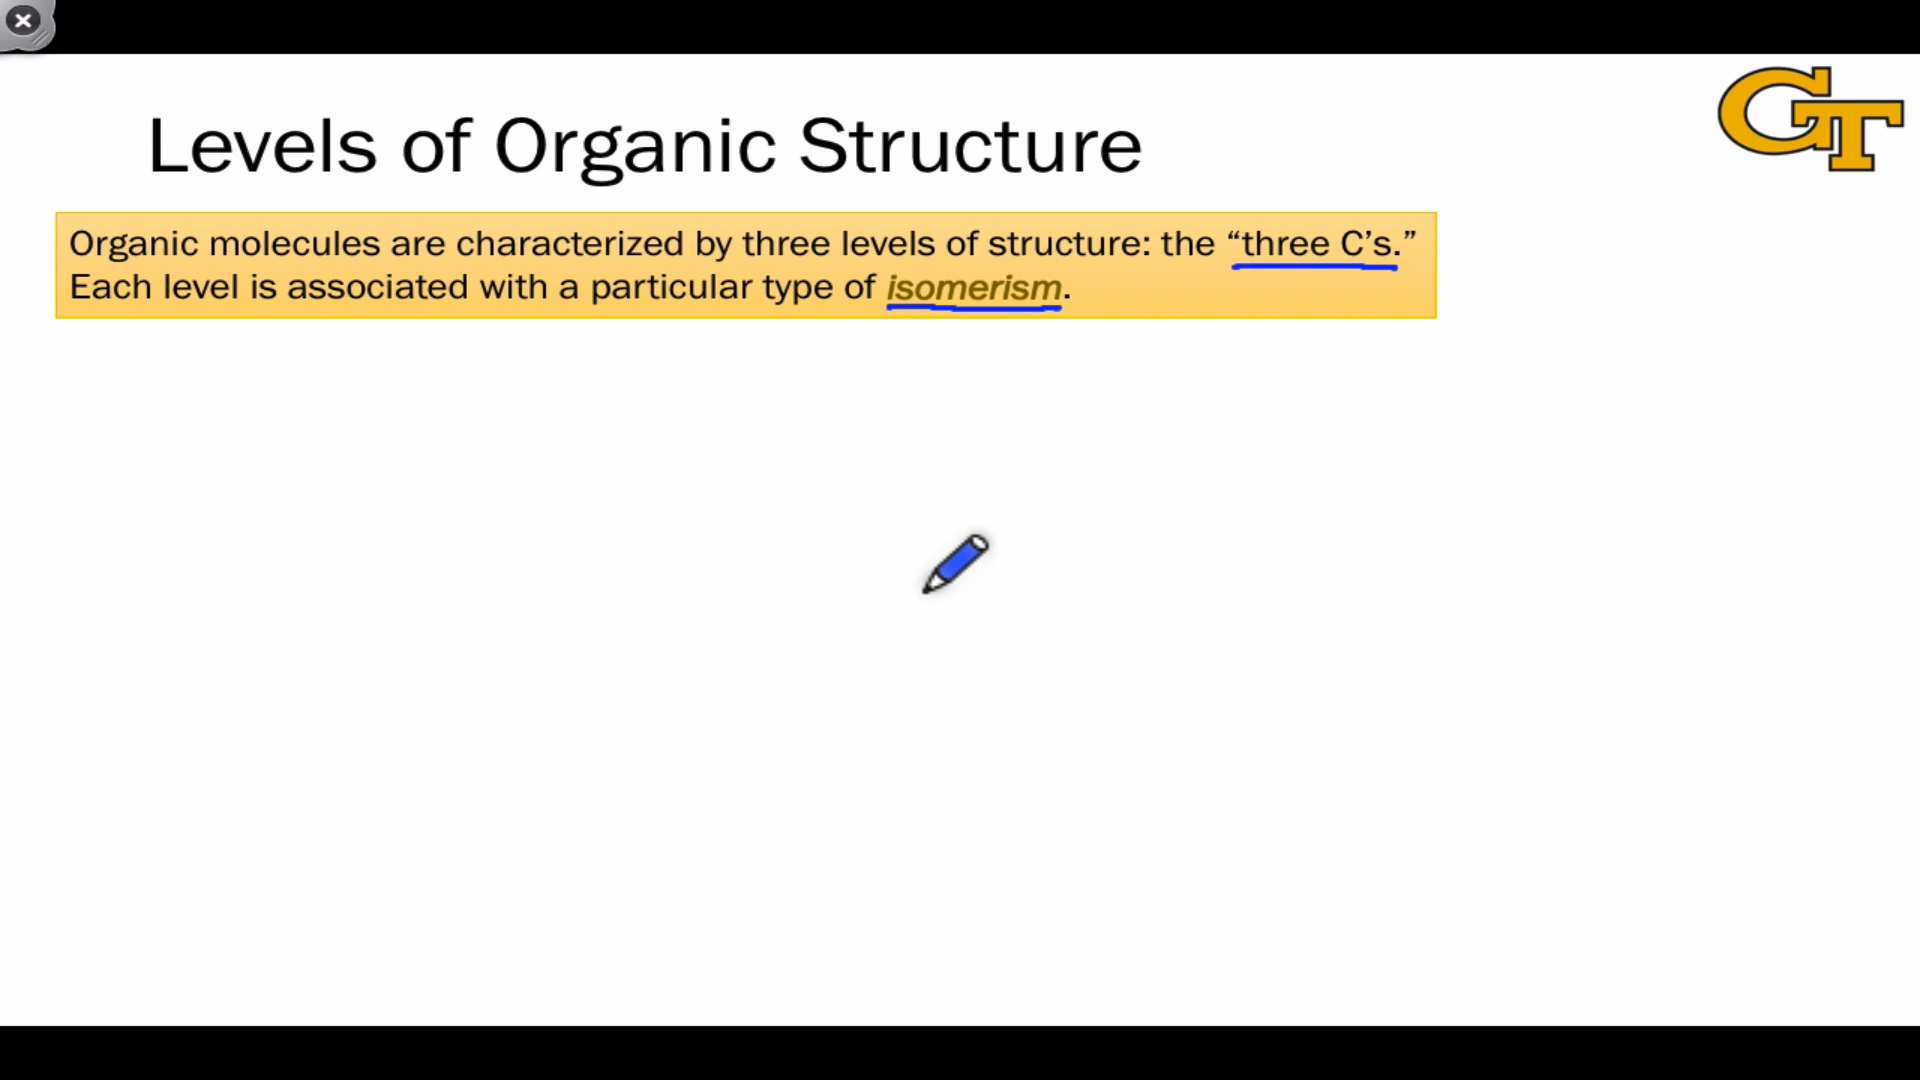 GT
Levels of Organic Structure
Organic molecules are characterized by three levels of structure: the “three C’s.”
Each level is associated with a particular type of isomerism.